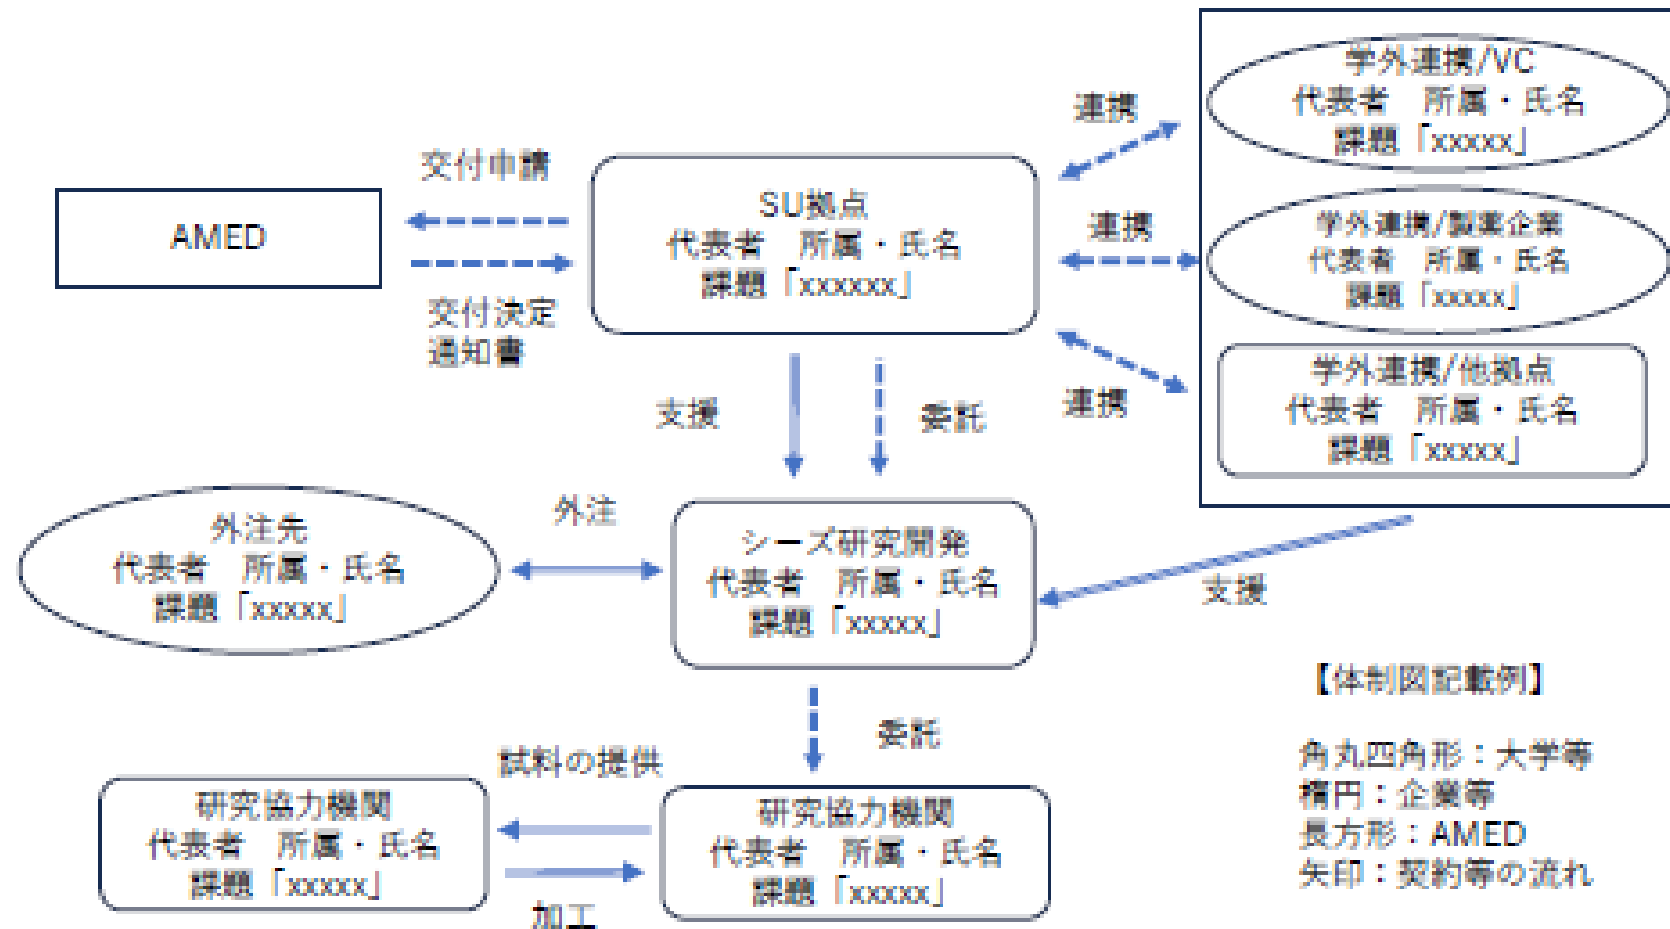 学外連携/VC
代表者　所属・氏名
課題「xxxxx」
連携
交付申請
AMED
SU拠点
代表者　所属・氏名
課題「xxxxxx」
連携
学外連携/製薬企業
代表者　所属・氏名
課題「xxxxx」
交付決定
通知書
学外連携/他拠点
代表者　所属・氏名
課題「xxxxx」
連携
支援
委託
外注先
代表者　所属・氏名
課題「xxxxx」
外注
シーズ研究開発
代表者　所属・氏名
課題「xxxxx」
支援
委託
試料の提供
研究協力機関
代表者　所属・氏名
課題「xxxxx」
加工
研究協力機関
代表者　所属・氏名
課題「xxxxx」
【体制図記載例】
角丸四角形：大学等
楕円：企業等
長方形：AMED
矢印：契約等の流れ